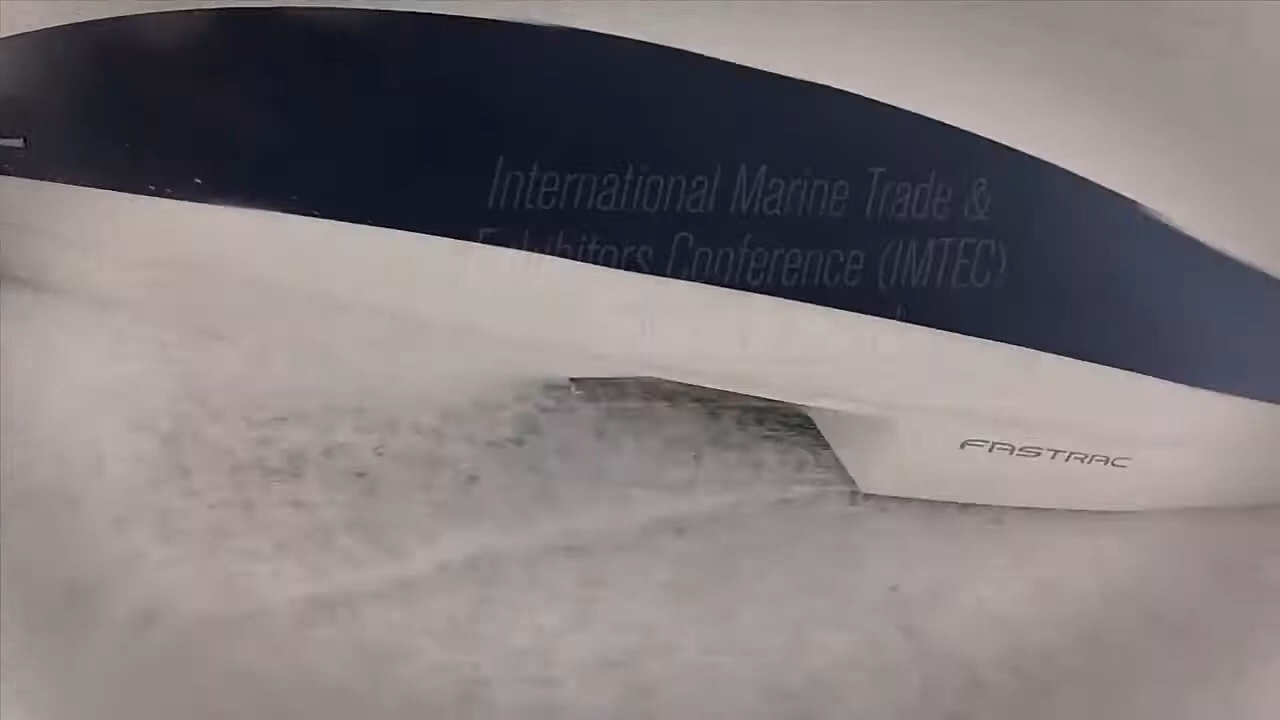 International Marine Trade &
Exhibitors Conference (IMTEC)
FASTRAC